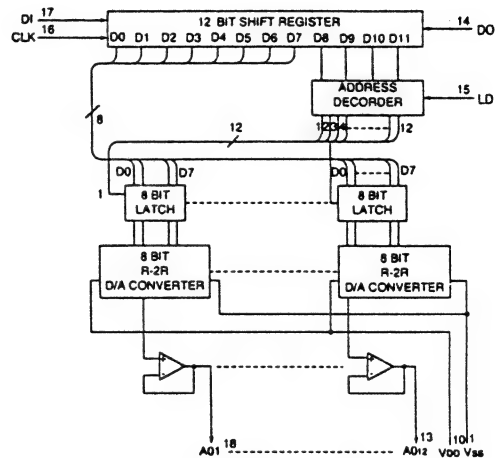 DI 17
12 BIT SHIFT REGISTER
14 DO
CLK 16
D0 D1 D2 D3 D4 D5 D6 D7 D8 D9 D10 D11
ADDRESS
DECORDER
15 LD
8
12
1 2 3 4 12
D0 D7
D0 D7
1
8 BIT
LATCH
8 BIT
LATCH
8 BIT
R-2R
D/A CONVERTER
8 BIT
R-2R
D/A CONVERTER
+
-
+
-
18
AO1
13
AO12
10
VDD
1
VSS